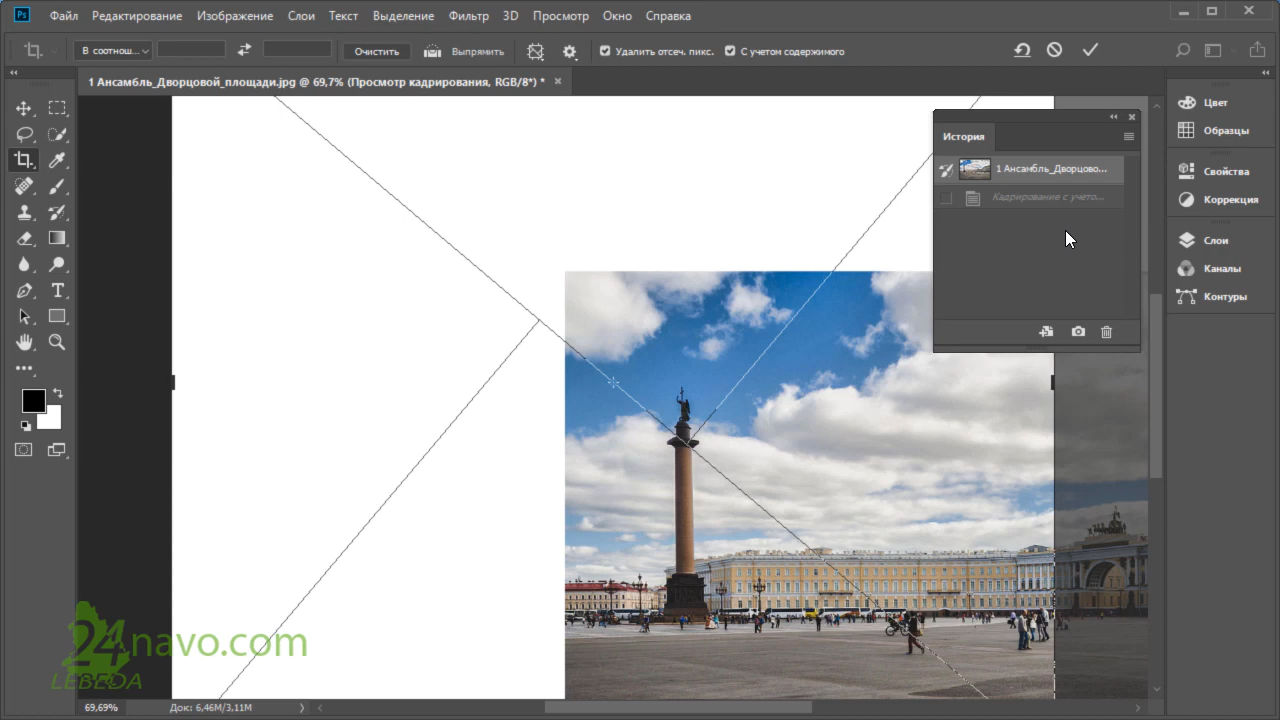 Ps Файл Редактирование Изображение Слои Текст Выделение Фильтр 3D Просмотр Окно Справка
В соотнош... Очистить Выпрямить Удалить отсеч. пикс. С учетом содержимого
1 Ансамбль_Дворцовой_площади.jpg @ 69,7% (Просмотр кадрирования, RGB/8*) *
История
1 Ансамбль_Дворцово...
Кадрирование с учето...
Цвет
Образцы
Свойства
Коррекция
Слои
Каналы
Контуры
24navo.com
LEBEDA
69,69% Док: 6,46M/3,11M